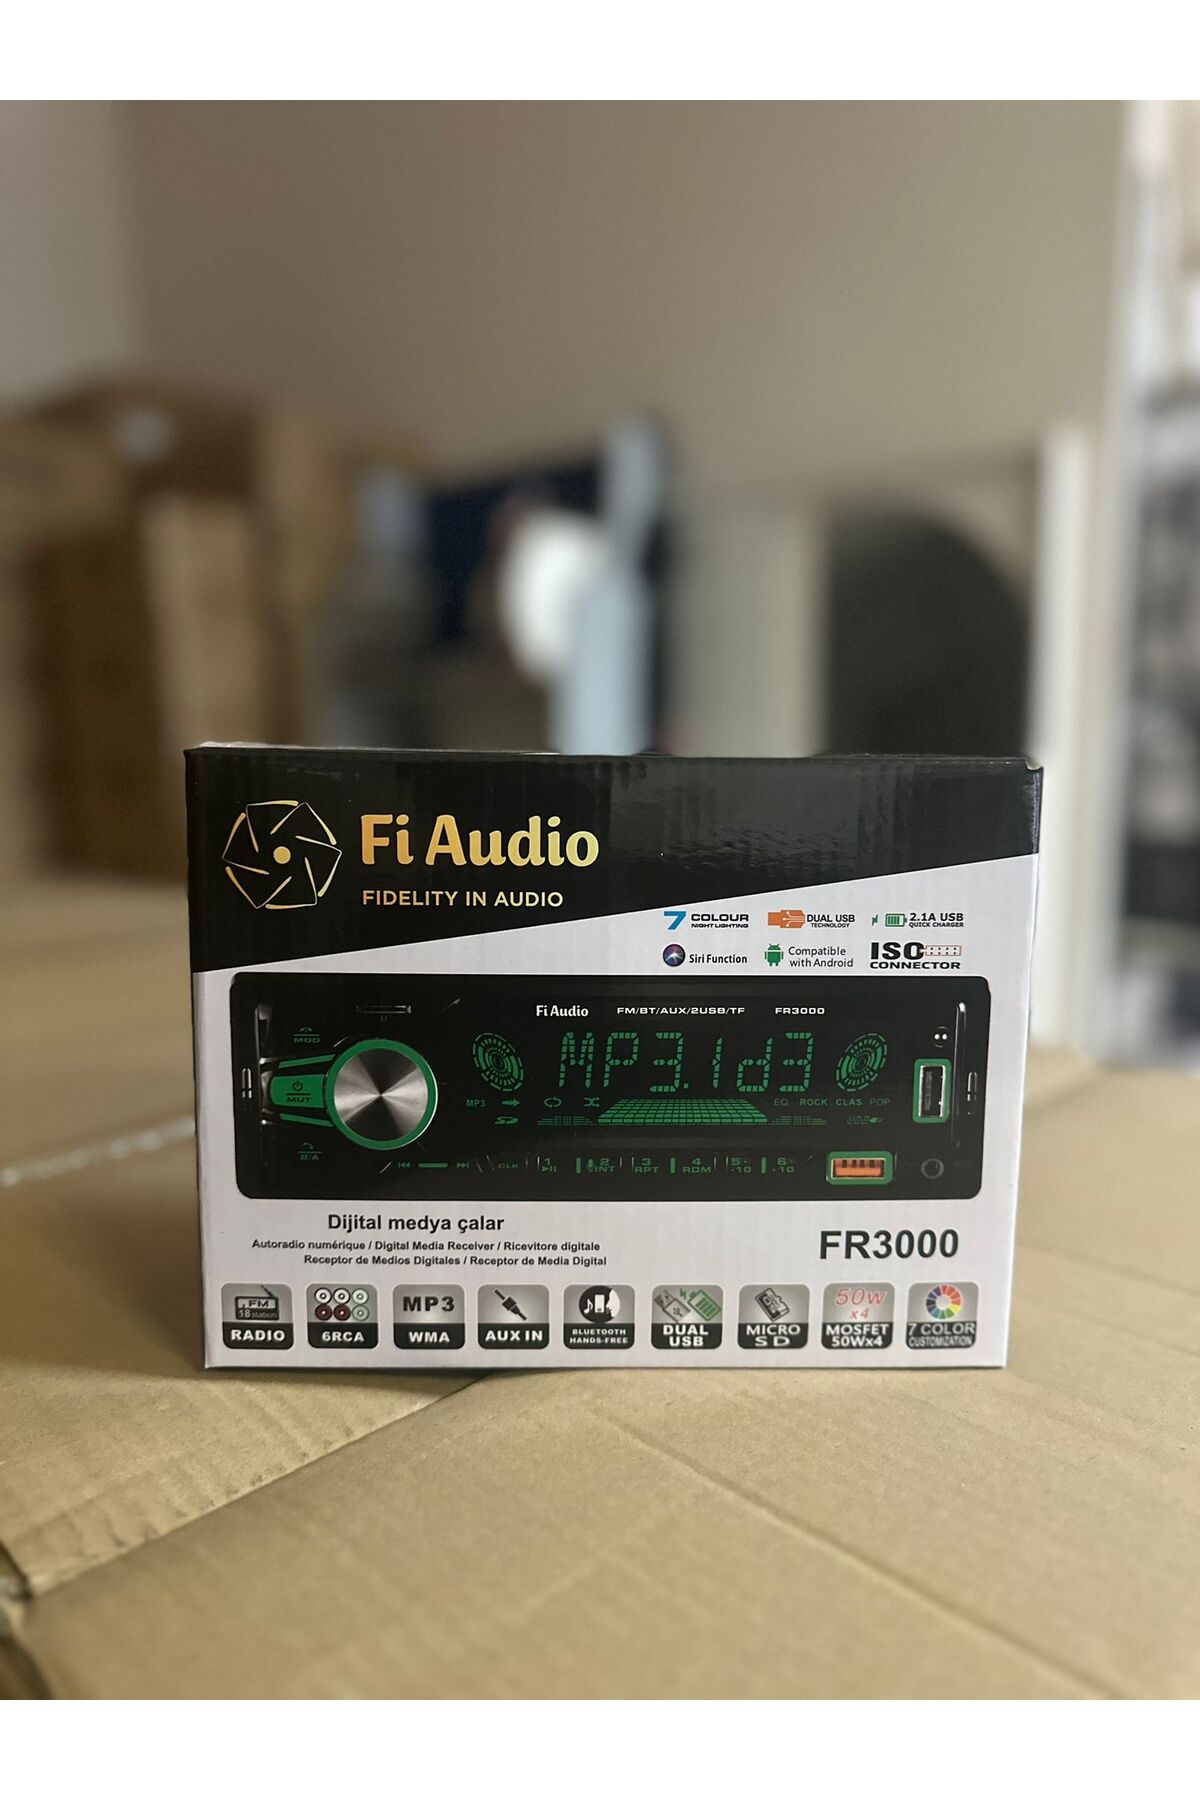 Fi Audio
FIDELITY IN AUDIO
7 COLOUR NIGHT LIGHTING
DUAL USB TECHNOLOGY
2.1A USB QUICK CHARGER
Siri Function
Compatible with Android
ISO CONNECTOR
Fi Audio FM/BT/AUX/2USB/TF FR3000
MOD
MP3.1d3
MUT
MP3
EQ ROCK CLAS POP
B/A
CLK 1 2 INT 3 RPT 4 RDM 5 -10 6 +10
Dijital medya çalar
Autoradio numérique / Digital Media Receiver / Ricevitore digitale
Receptor de Medios Digitales / Receptor de Media Digital
FR3000
FM 18 station RADIO
6RCA
MP3 WMA
AUX IN
BLUETOOTH HANDS-FREE
DUAL USB
MICRO SD
50W x4 MOSFET 50Wx4
7 COLOR CUSTOMIZATION